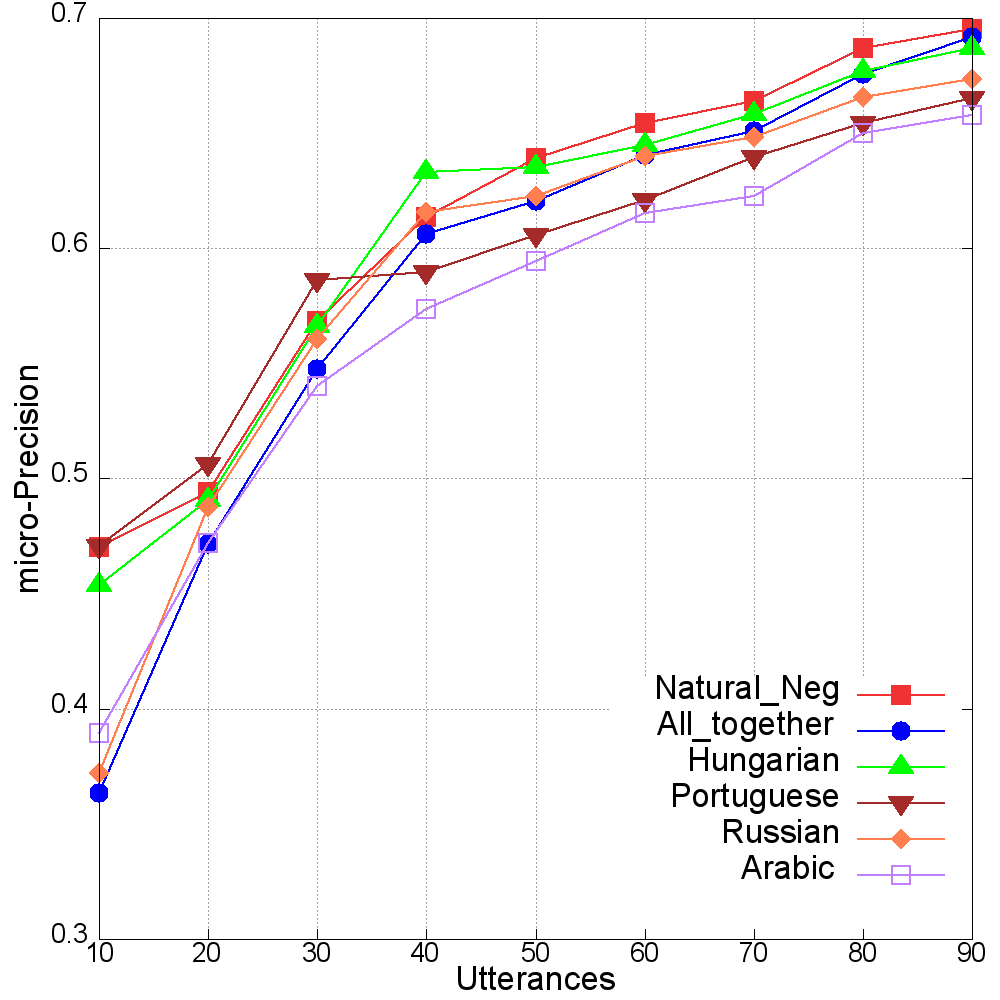 0.7
0.6
0.5
0.4
0.3
micro-Precision
Natural_Neg
All_together
Hungarian
Portuguese
Russian
Arabic
10 20 30 40 50 60 70 80 90
Utterances